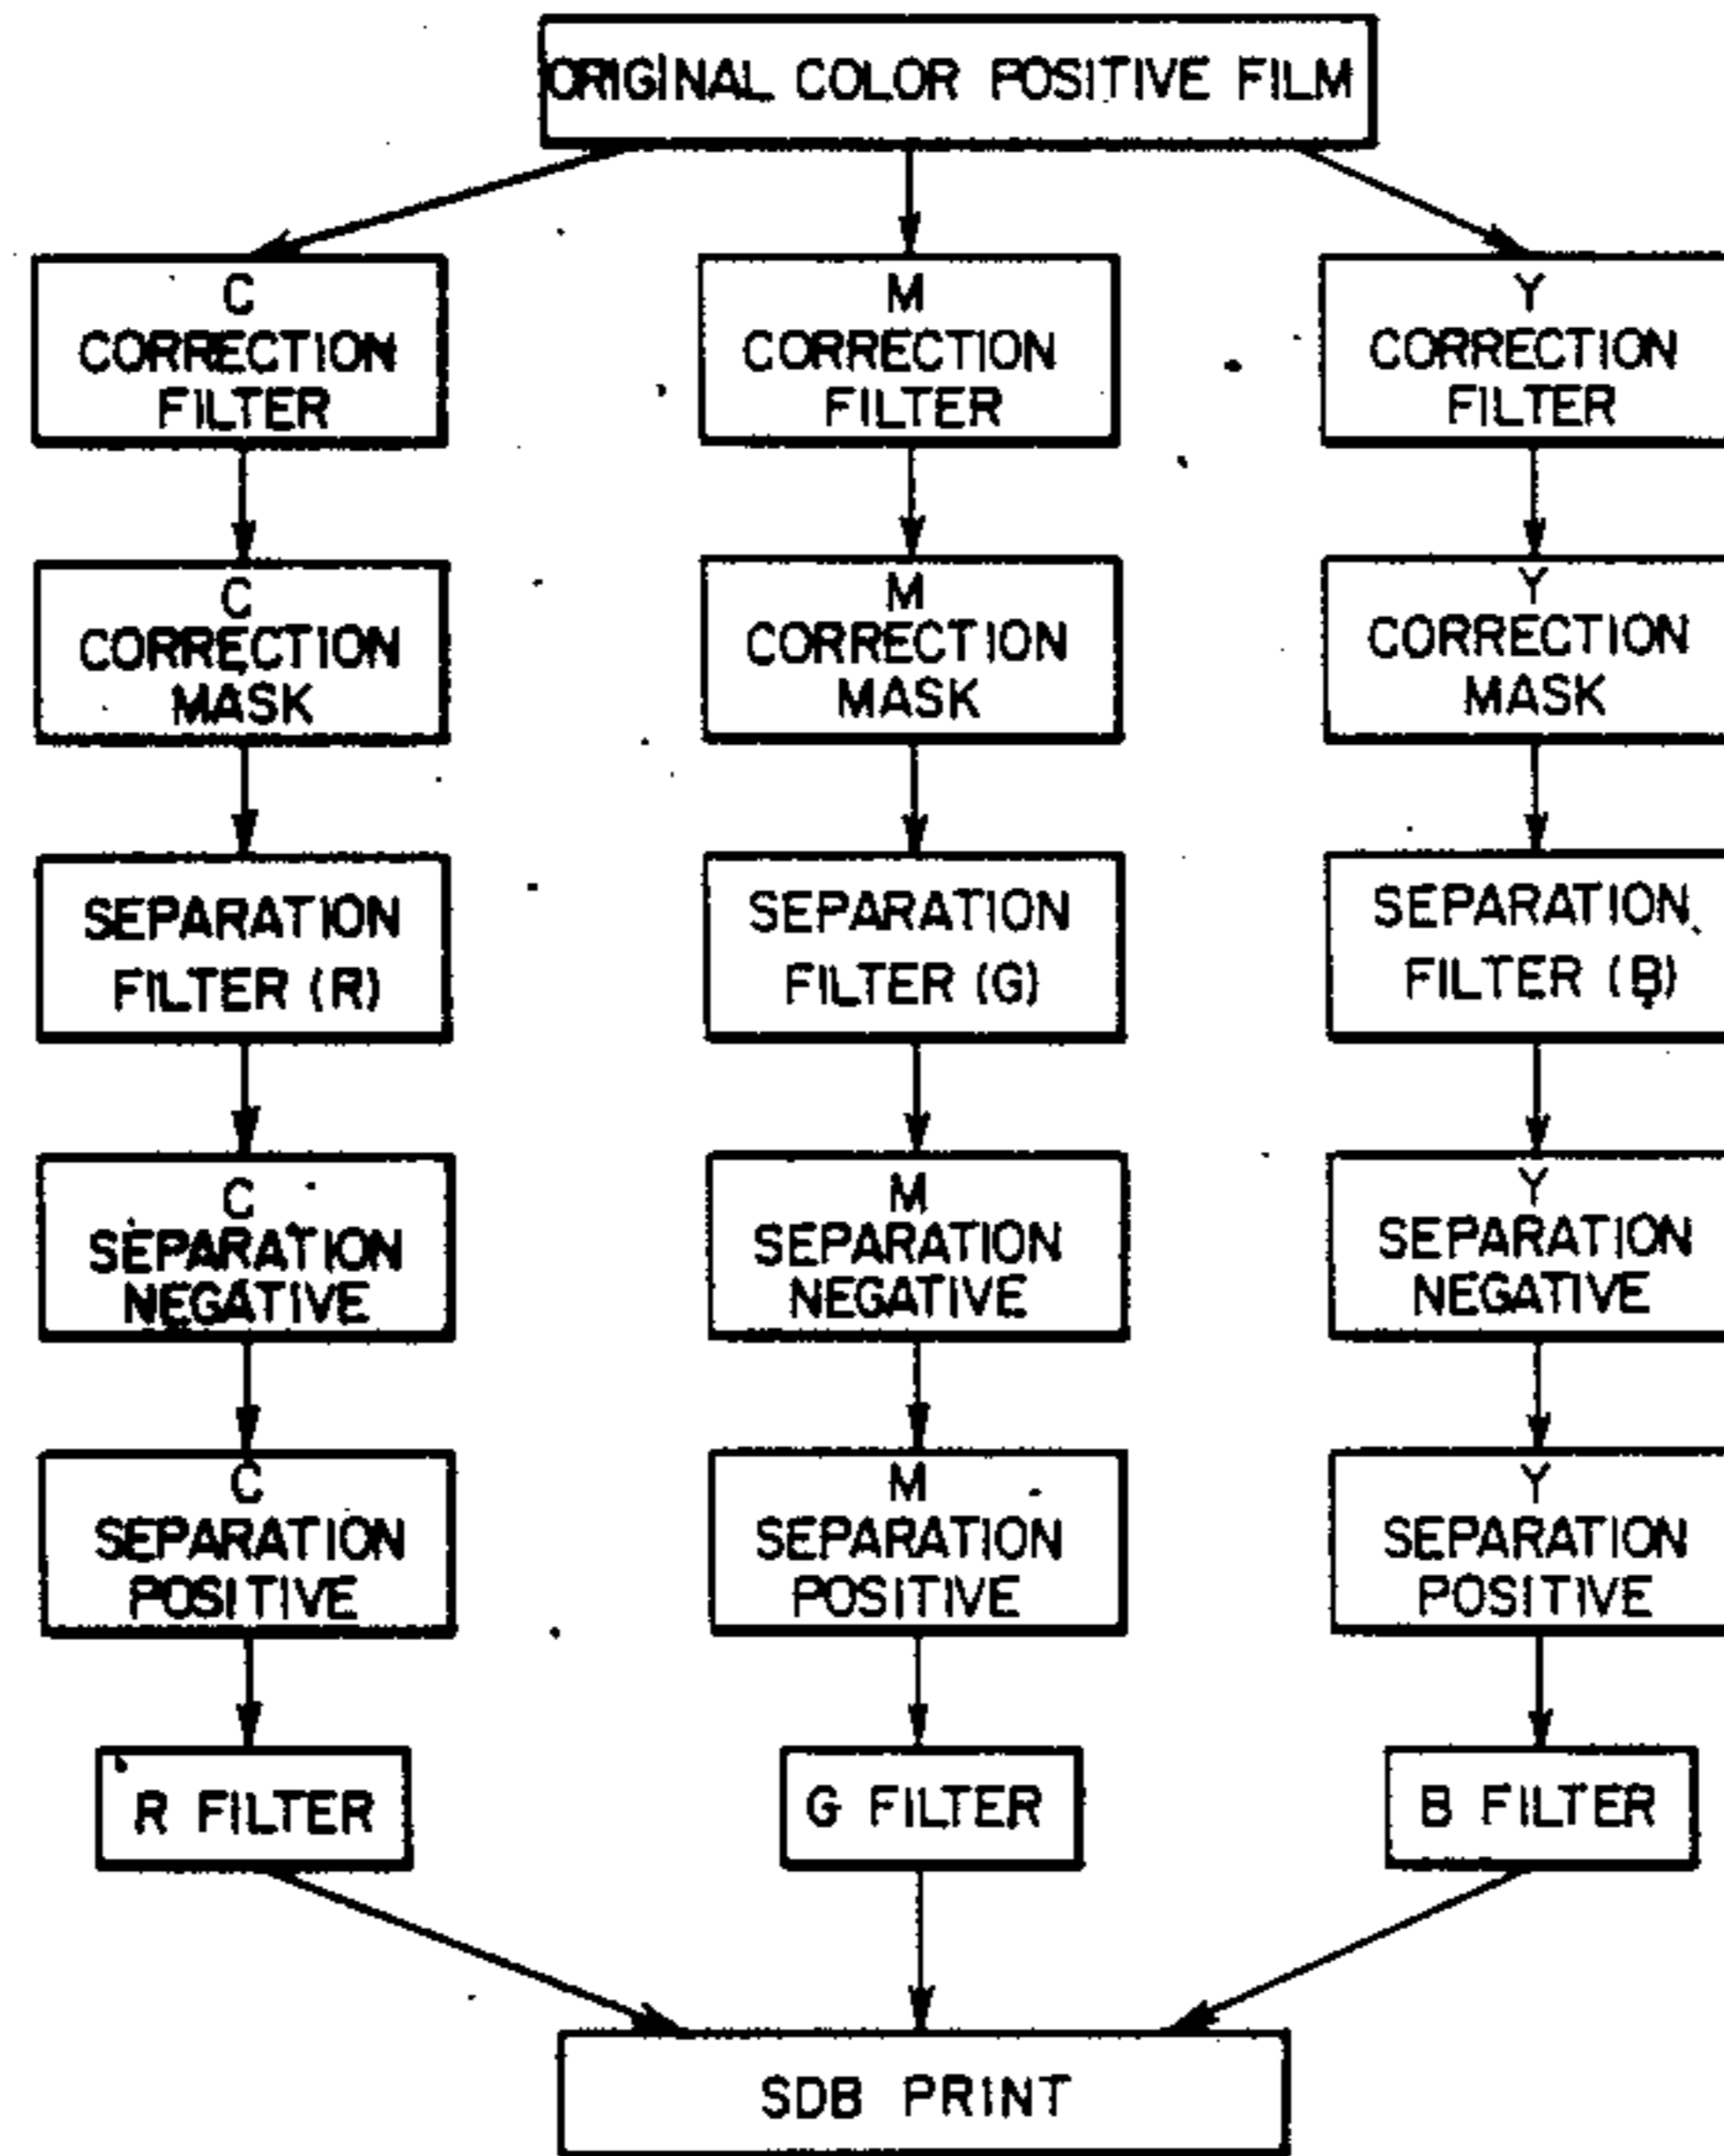 ORIGINAL COLOR POSITIVE FILM
C
CORRECTION
FILTER
M
CORRECTION
FILTER
Y
CORRECTION
FILTER
C
CORRECTION
MASK
M
CORRECTION
MASK
Y
CORRECTION
MASK
SEPARATION
FILTER (R)
SEPARATION
FILTER (G)
SEPARATION
FILTER (B)
C
SEPARATION
NEGATIVE
M
SEPARATION
NEGATIVE
Y
SEPARATION
NEGATIVE
C
SEPARATION
POSITIVE
M
SEPARATION
POSITIVE
Y
SEPARATION
POSITIVE
R FILTER
G FILTER
B FILTER
SDB PRINT